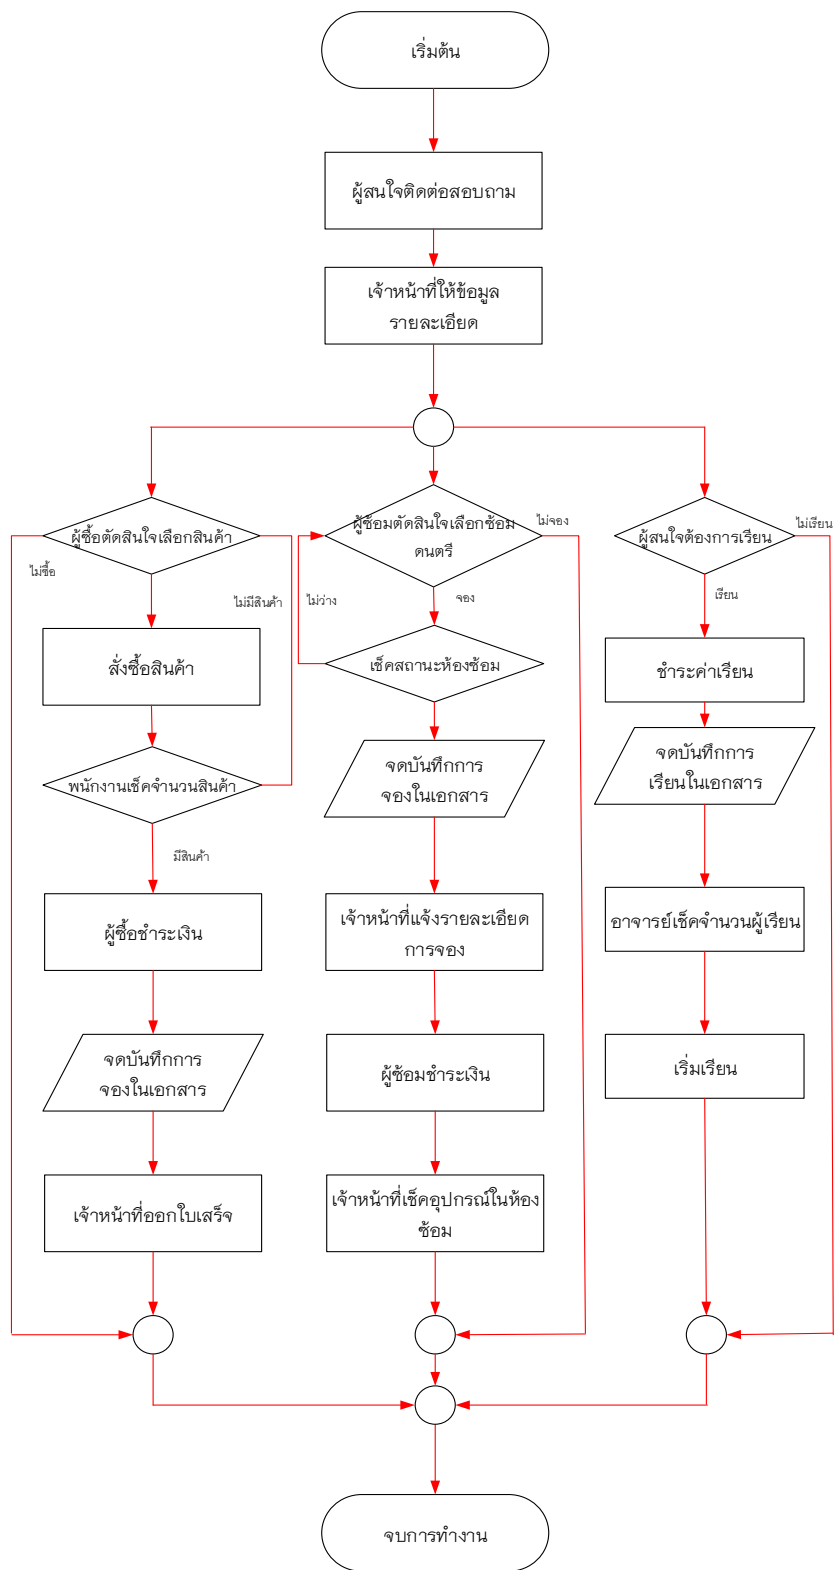 เริ่มต้น
ผู้สนใจติดต่อสอบถาม
เจ้าหน้าที่ให้ข้อมูล
รายละเอียด
ผู้ซื้อตัดสินใจเลือกสินค้า
ไม่ซื้อ
ไม่มีสินค้า
สั่งซื้อสินค้า
พนักงานเช็คจำนวนสินค้า
มีสินค้า
ผู้ซื้อชำระเงิน
จดบันทึกการ
จองในเอกสาร
เจ้าหน้าที่ออกใบเสร็จ
ผู้ซ้อมตัดสินใจเลือกซ้อม
ดนตรี
ไม่จอง
ไม่ว่าง
จอง
เช็คสถานะห้องซ้อม
จดบันทึกการ
จองในเอกสาร
เจ้าหน้าที่แจ้งรายละเอียด
การจอง
ผู้ซ้อมชำระเงิน
เจ้าหน้าที่เช็คอุปกรณ์ในห้อง
ซ้อม
ผู้สนใจต้องการเรียน
ไม่เรียน
เรียน
ชำระค่าเรียน
จดบันทึกการ
เรียนในเอกสาร
อาจารย์เช็คจำนวนผู้เรียน
เริ่มเรียน
จบการทำงาน